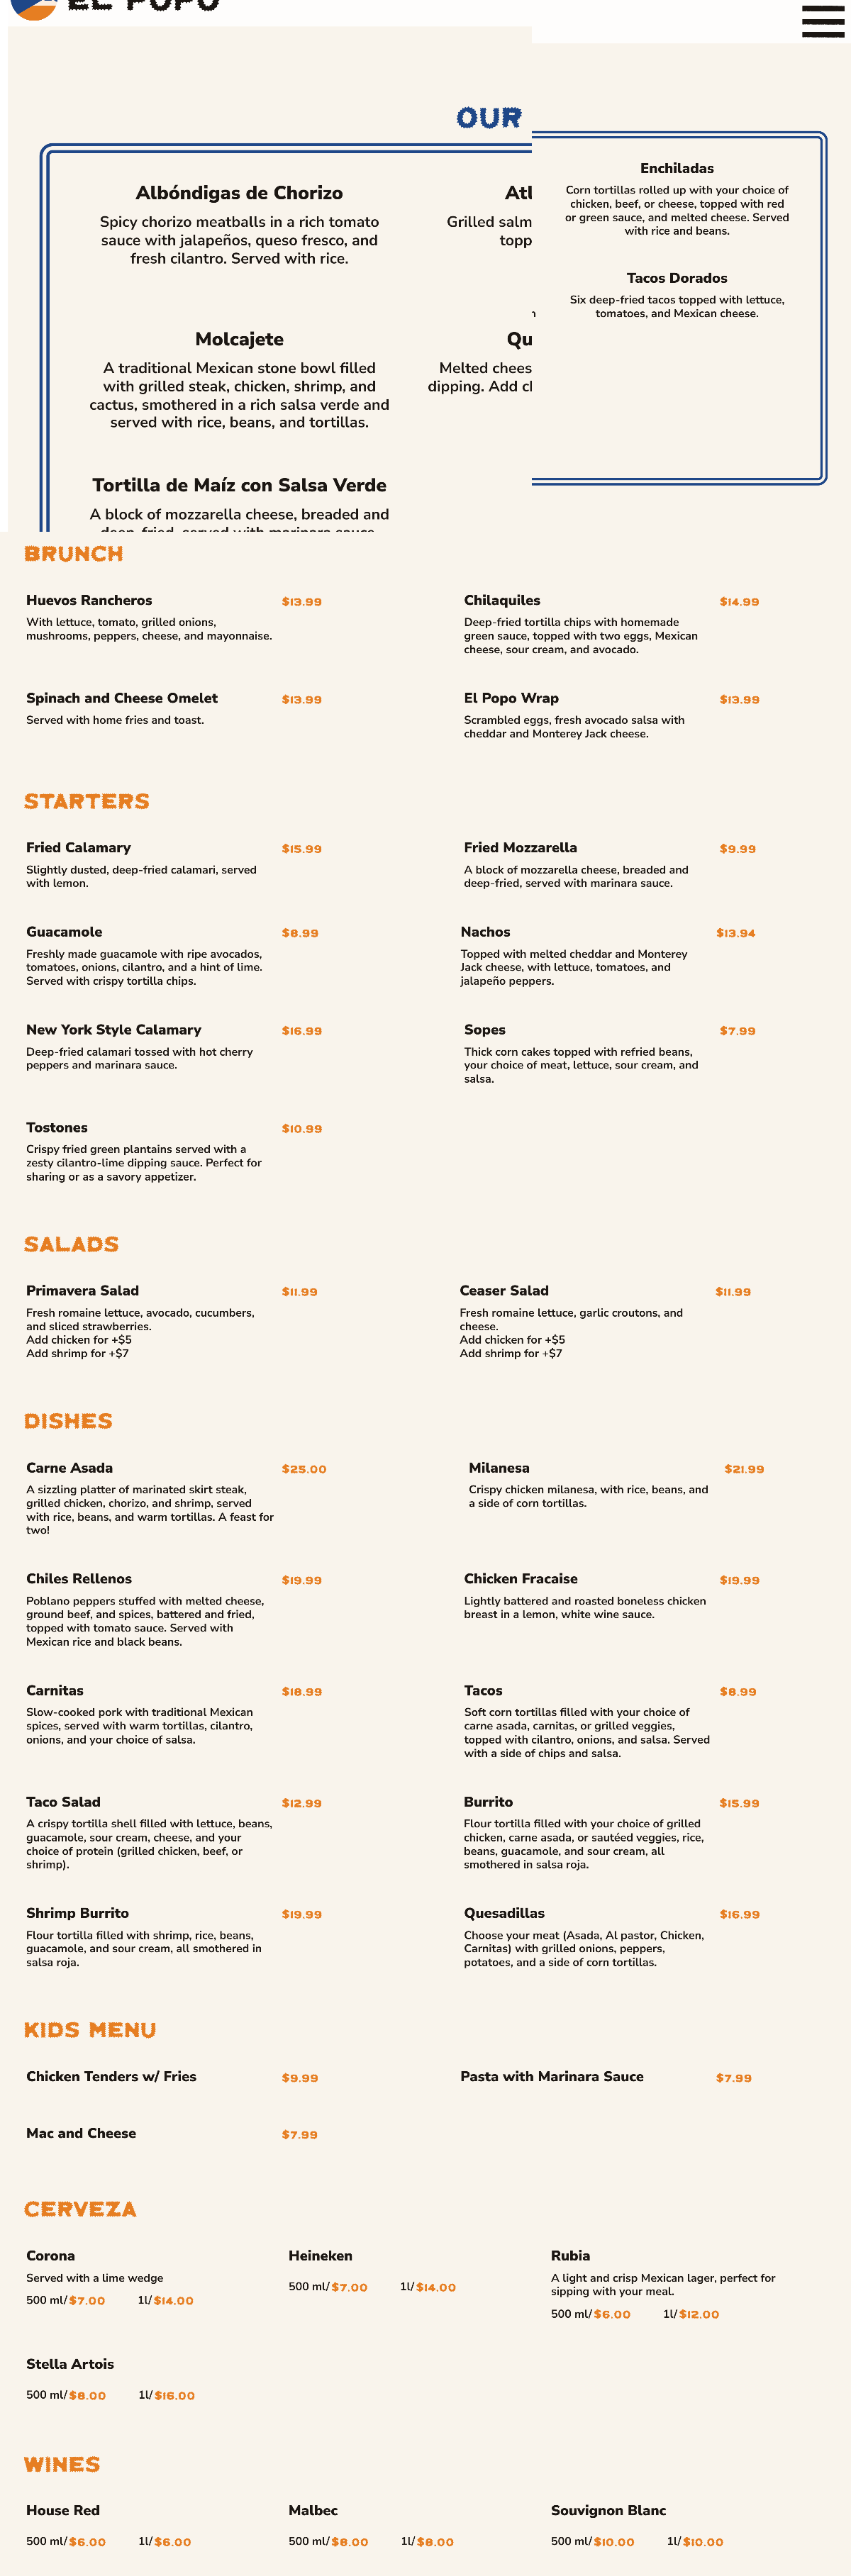 EL POPO
OUR
Albóndigas de Chorizo
Spicy chorizo meatballs in a rich tomato
sauce with jalapeños, queso fresco, and
fresh cilantro. Served with rice.
Grilled
Molcajete
A traditional Mexican stone bowl filled
with grilled steak, chicken, shrimp, and
cactus, smothered in a rich salsa verde and
served with rice, beans, and tortillas.
Melted
dipping. Add
Tortilla de Maíz con Salsa Verde
A block of mozzarella cheese, breaded and
deep-fried, served with marinara sauce.
Enchiladas
Corn tortillas rolled up with your choice of
chicken, beef, or cheese, topped with red
or green sauce, and melted cheese. Served
with rice and beans.
Tacos Dorados
Six deep-fried tacos topped with lettuce,
tomatoes, and Mexican cheese.
BRUNCH
Huevos Rancheros $13.99
With lettuce, tomato, grilled onions,
mushrooms, peppers, cheese, and mayonnaise.
Chilaquiles $14.99
Deep-fried tortilla chips with homemade
green sauce, topped with two eggs, Mexican
cheese, sour cream, and avocado.
Spinach and Cheese Omelet $13.99
Served with home fries and toast.
El Popo Wrap $13.99
Scrambled eggs, fresh avocado salsa with
cheddar and Monterey Jack cheese.
STARTERS
Fried Calamary $15.99
Slightly dusted, deep-fried calamari, served
with lemon.
Fried Mozzarella $9.99
A block of mozzarella cheese, breaded and
deep-fried, served with marinara sauce.
Guacamole $8.99
Freshly made guacamole with ripe avocados,
tomatoes, onions, cilantro, and a hint of lime.
Served with crispy tortilla chips.
Nachos $13.94
Topped with melted cheddar and Monterey
Jack cheese, with lettuce, tomatoes, and
jalapeño peppers.
New York Style Calamary $16.99
Deep-fried calamari tossed with hot cherry
peppers and marinara sauce.
Sopes $7.99
Thick corn cakes topped with refried beans,
your choice of meat, lettuce, sour cream, and
salsa.
Tostones $10.99
Crispy fried green plantains served with a
zesty cilantro-lime dipping sauce. Perfect for
sharing or as a savory appetizer.
SALADS
Primavera Salad $11.99
Fresh romaine lettuce, avocado, cucumbers,
and sliced strawberries.
Add chicken for +$5
Add shrimp for +$7
Ceaser Salad $11.99
Fresh romaine lettuce, garlic croutons, and
cheese.
Add chicken for +$5
Add shrimp for +$7
DISHES
Carne Asada $25.00
A sizzling platter of marinated skirt steak,
grilled chicken, chorizo, and shrimp, served
with rice, beans, and warm tortillas. A feast for
two!
Milanesa $21.99
Crispy chicken milanesa, with rice, beans, and
a side of corn tortillas.
Chiles Rellenos $19.99
Poblano peppers stuffed with melted cheese,
ground beef, and spices, battered and fried,
topped with tomato sauce. Served with
Mexican rice and black beans.
Chicken Fracaise $19.99
Lightly battered and roasted boneless chicken
breast in a lemon, white wine sauce.
Carnitas $18.99
Slow-cooked pork with traditional Mexican
spices, served with warm tortillas, cilantro,
onions, and your choice of salsa.
Tacos $8.99
Soft corn tortillas filled with your choice of
carne asada, carnitas, or grilled veggies,
topped with cilantro, onions, and salsa. Served
with a side of chips and salsa.
Taco Salad $12.99
A crispy tortilla shell filled with lettuce, beans,
guacamole, sour cream, cheese, and your
choice of protein (grilled chicken, beef, or
shrimp).
Burrito $15.99
Flour tortilla filled with your choice of grilled
chicken, carne asada, or sautéed veggies, rice,
beans, guacamole, and sour cream, all
smothered in salsa roja.
Shrimp Burrito $19.99
Flour tortilla filled with shrimp, rice, beans,
guacamole, and sour cream, all smothered in
salsa roja.
Quesadillas $16.99
Choose your meat (Asada, Al pastor, Chicken,
Carnitas) with grilled onions, peppers,
potatoes, and a side of corn tortillas.
KIDS MENU
Chicken Tenders w/ Fries $9.99
Pasta with Marinara Sauce $7.99
Mac and Cheese $7.99
CERVEZA
Corona
Served with a lime wedge
500 ml/ $7.00 1l/ $14.00
Heineken
500 ml/ $7.00 1l/ $14.00
Rubia
A light and crisp Mexican lager, perfect for
sipping with your meal.
500 ml/ $6.00 1l/ $12.00
Stella Artois
500 ml/ $8.00 1l/ $16.00
WINES
House Red
500 ml/ $6.00 1l/ $6.00
Malbec
500 ml/ $8.00 1l/ $8.00
Souvignon Blanc
500 ml/ $10.00 1l/ $10.00